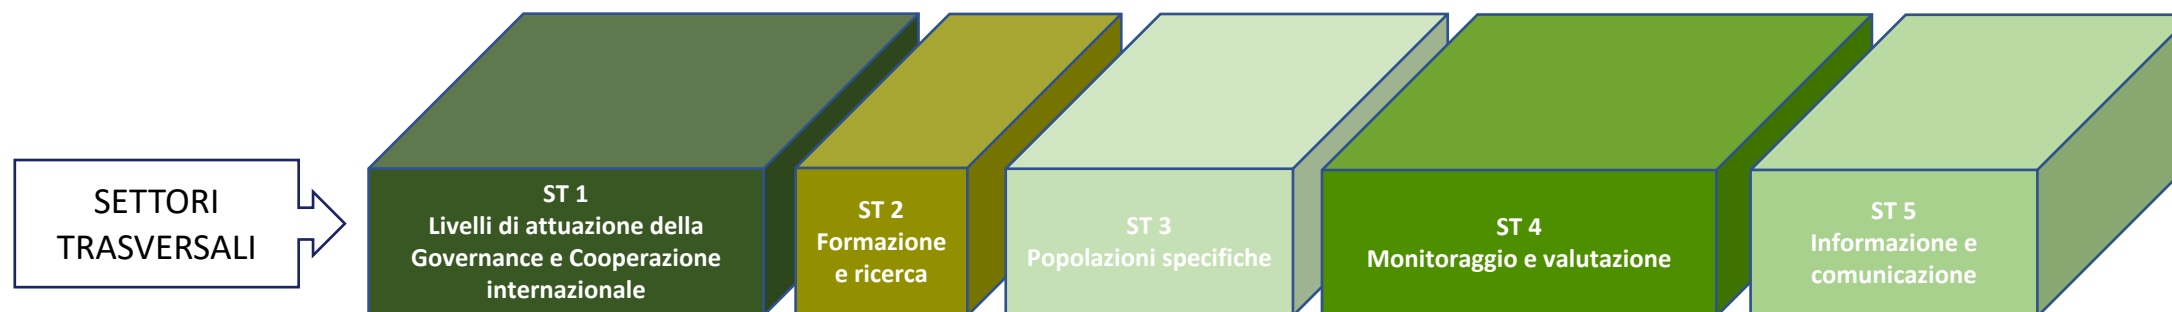 SETTORI
TRASVERSALI
ST 1
Livelli di attuazione della
Governance e Cooperazione
internazionale
ST 2
Formazione
e ricerca
ST 3
Popolazioni specifiche
ST 4
Monitoraggio e valutazione
ST 5
Informazione e
comunicazione